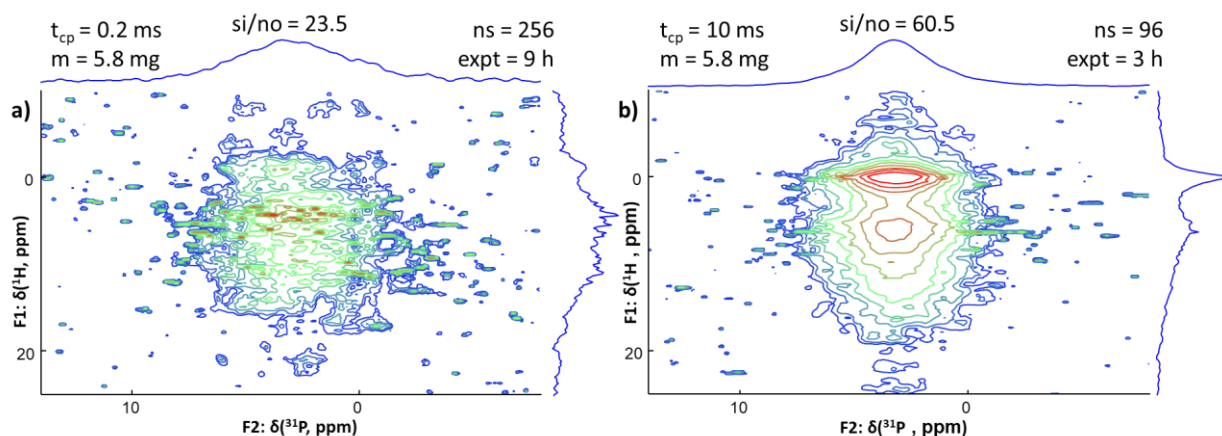 t_cp = 0.2 ms
m = 5.8 mg
si/no = 23.5
ns = 256
expt = 9 h
a)
0
20
F1: δ(¹H, ppm)
10
0
F2: δ(³¹P, ppm)
t_cp = 10 ms
m = 5.8 mg
si/no = 60.5
ns = 96
expt = 3 h
b)
0
20
F1: δ(¹H , ppm)
10
0
F2: δ(³¹P , ppm)